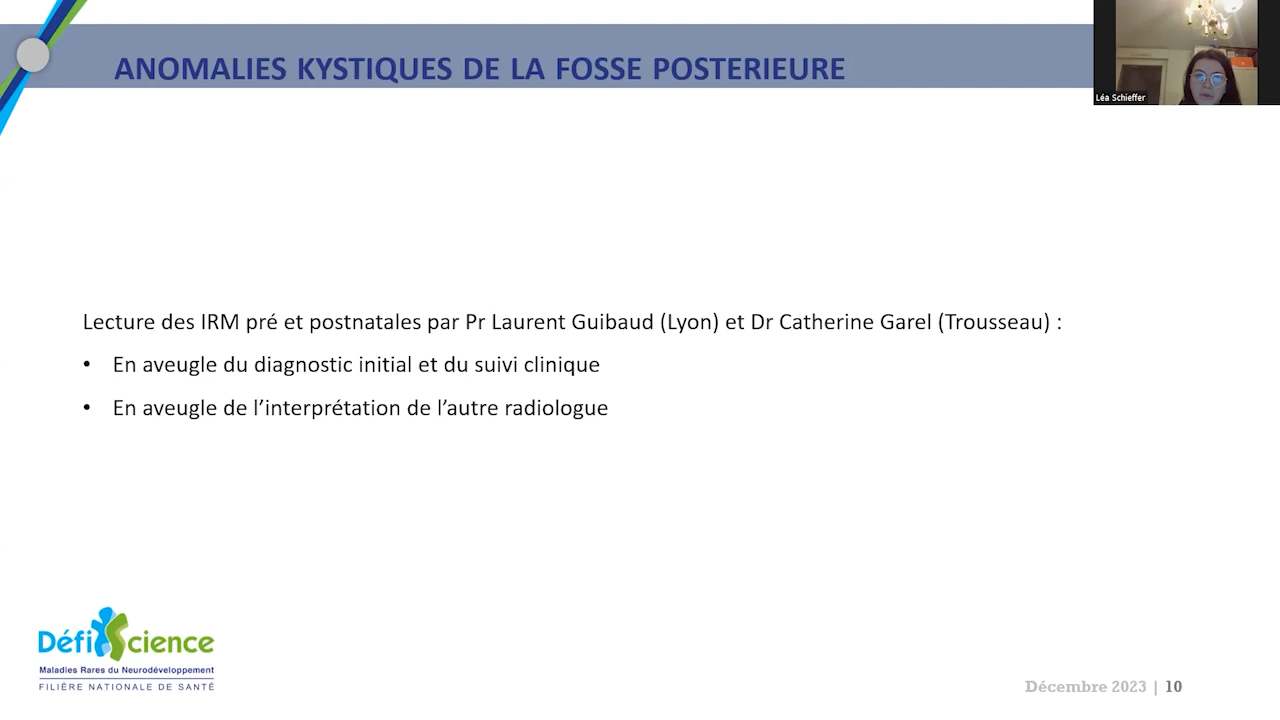 ANOMALIES KYSTIQUES DE LA FOSSE POSTERIEURE
Léa Schieffer
Lecture des IRM pré et postnatales par Pr Laurent Guibaud (Lyon) et Dr Catherine Garel (Trousseau) :
• En aveugle du diagnostic initial et du suivi clinique
• En aveugle de l’interprétation de l’autre radiologue
DéfiScience
Maladies Rares du Neurodéveloppement
FILIÈRE NATIONALE DE SANTÉ
Décembre 2023 | 10